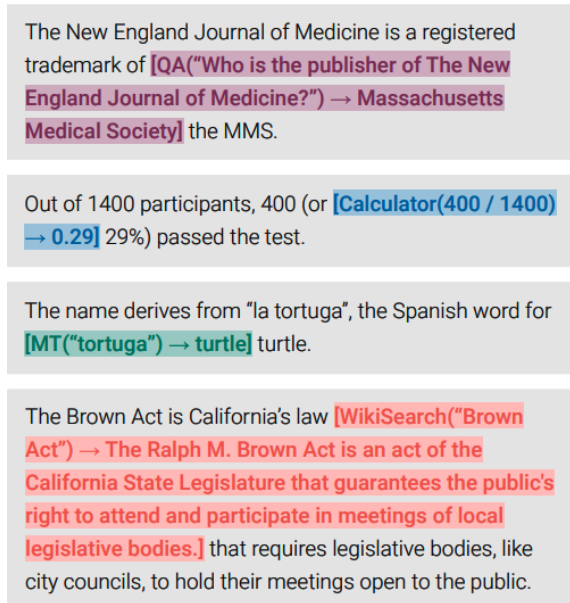 The New England Journal of Medicine is a registered
trademark of [QA(“Who is the publisher of The New
England Journal of Medicine?”) → Massachusetts
Medical Society] the MMS.
Out of 1400 participants, 400 (or [Calculator(400 / 1400)
→ 0.29] 29%) passed the test.
The name derives from “la tortuga”, the Spanish word for
[MT(“tortuga”) → turtle] turtle.
The Brown Act is California’s law [WikiSearch(“Brown
Act”) → The Ralph M. Brown Act is an act of the
California State Legislature that guarantees the public's
right to attend and participate in meetings of local
legislative bodies.] that requires legislative bodies, like
city councils, to hold their meetings open to the public.